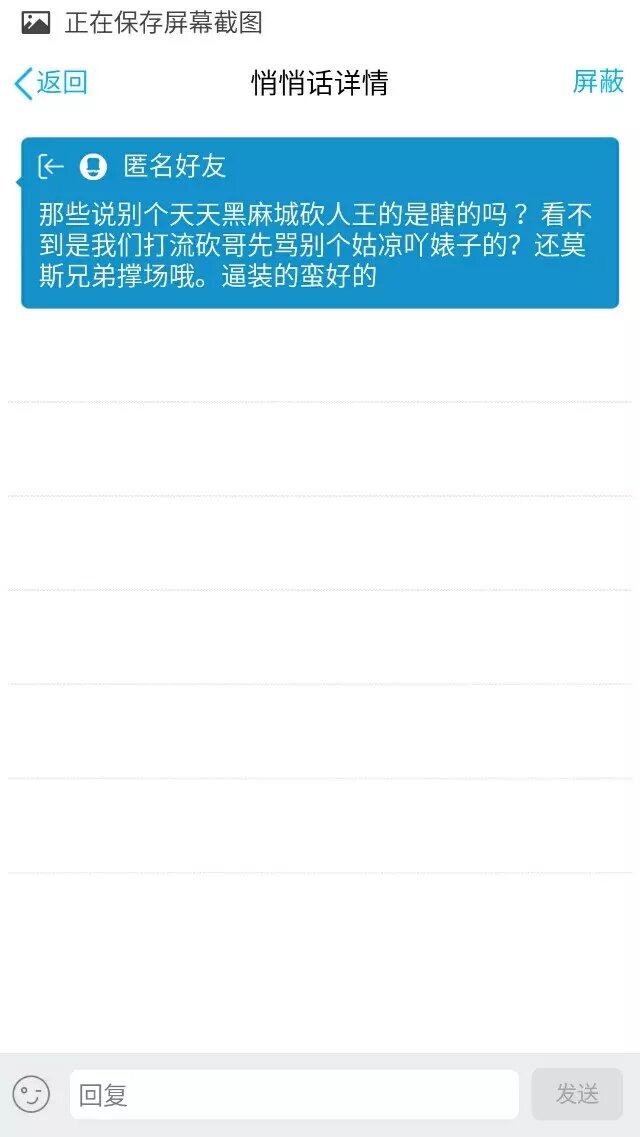 正在保存屏幕截图
返回
悄悄话详情
屏蔽
匿名好友
那些说别个天天黑麻城砍人王的是瞎的吗？看不
到是我们打流砍哥先骂别个姑凉吖婊子的？还莫
斯兄弟撑场哦。逼装的蛮好的
回复
发送